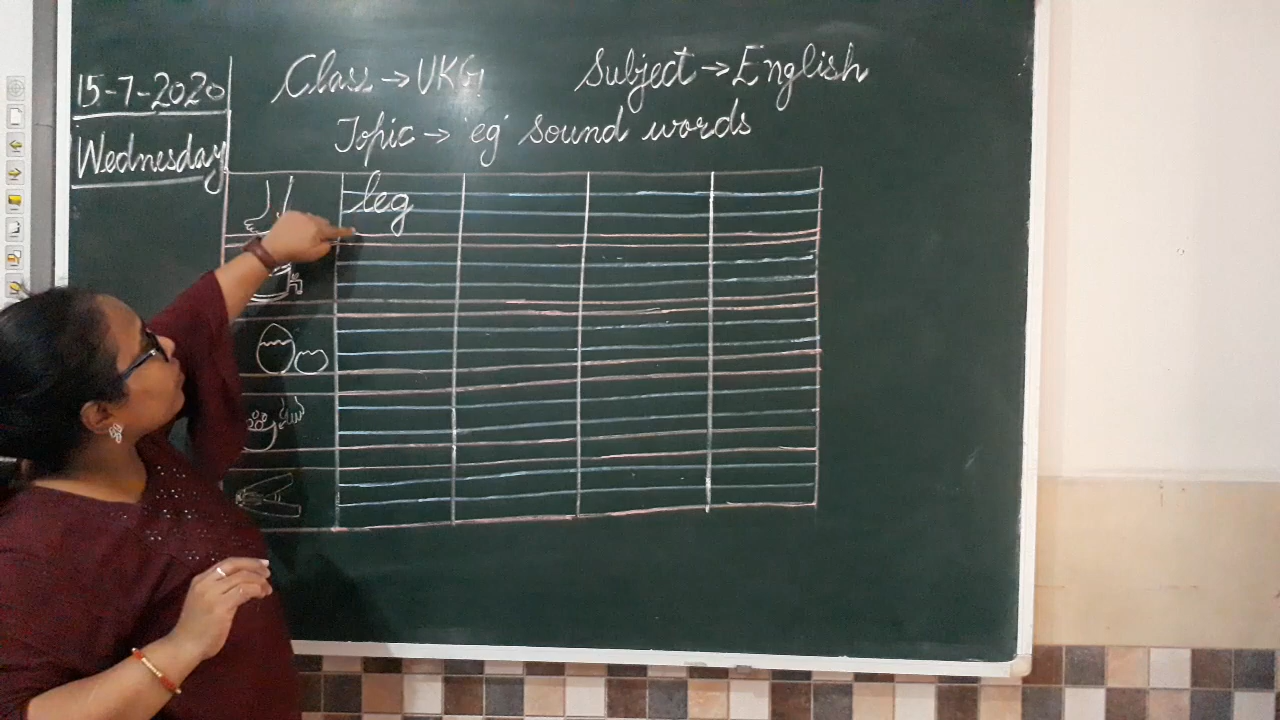 15-7-2020
Wednesday
Class → UKG
Subject → English
Topic → 'eg' sound words
leg